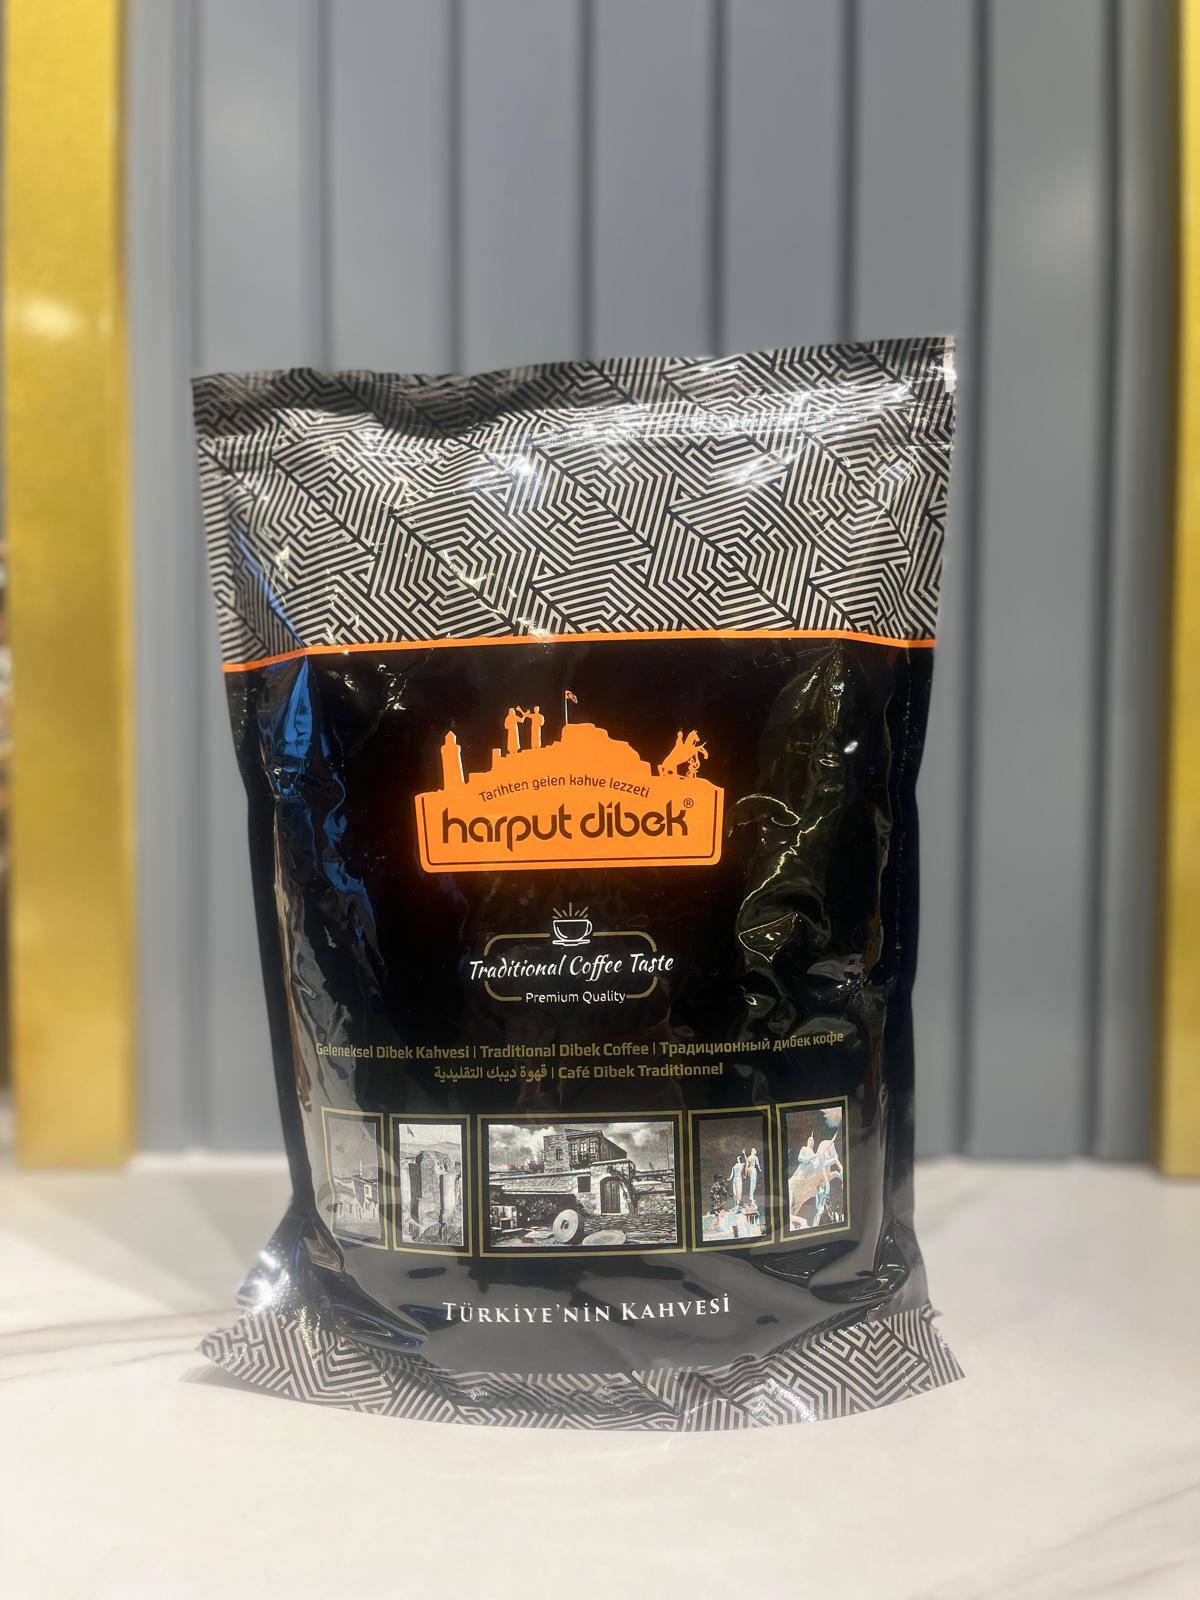 Tarihten gelen kahve lezzeti
harput dibek®
Traditional Coffee Taste
Premium Quality
Geleneksel Dibek Kahvesi | Traditional Dibek Coffee | Традиционный дибек кофе
قهوة ديبك التقليدية | Café Dibek Traditionnel
TÜRKİYE'NİN KAHVESİ